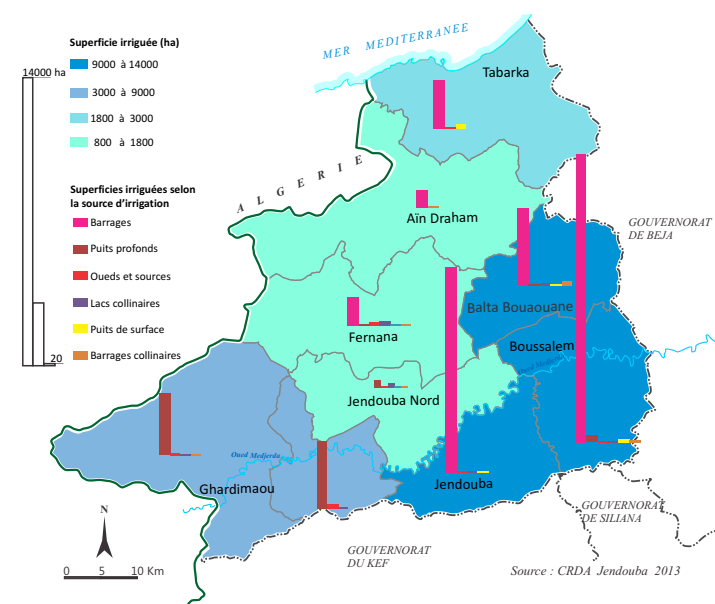 MER MEDITERRANEE
Superficie irriguée (ha)
14000 ha
9000 à 14000
3000 à 9000
1800 à 3000
800 à 1800
Tabarka
ALGERIE
Superficies irriguées selon
la source d'irrigation
Barrages
Puits profonds
Oueds et sources
Lacs collinaires
Puits de surface
Barrages collinaires
20
Aïn Draham
GOUVERNORAT
DE BEJA
Balta Bouaouane
Fernana
Boussalem
Oued Medjerda
Jendouba Nord
Oued Medjerda
Ghardimaou
Jendouba
GOUVERNORAT
DE SILIANA
N
GOUVERNORAT
DU KEF
0 5 10 Km
Source : CRDA Jendouba 2013